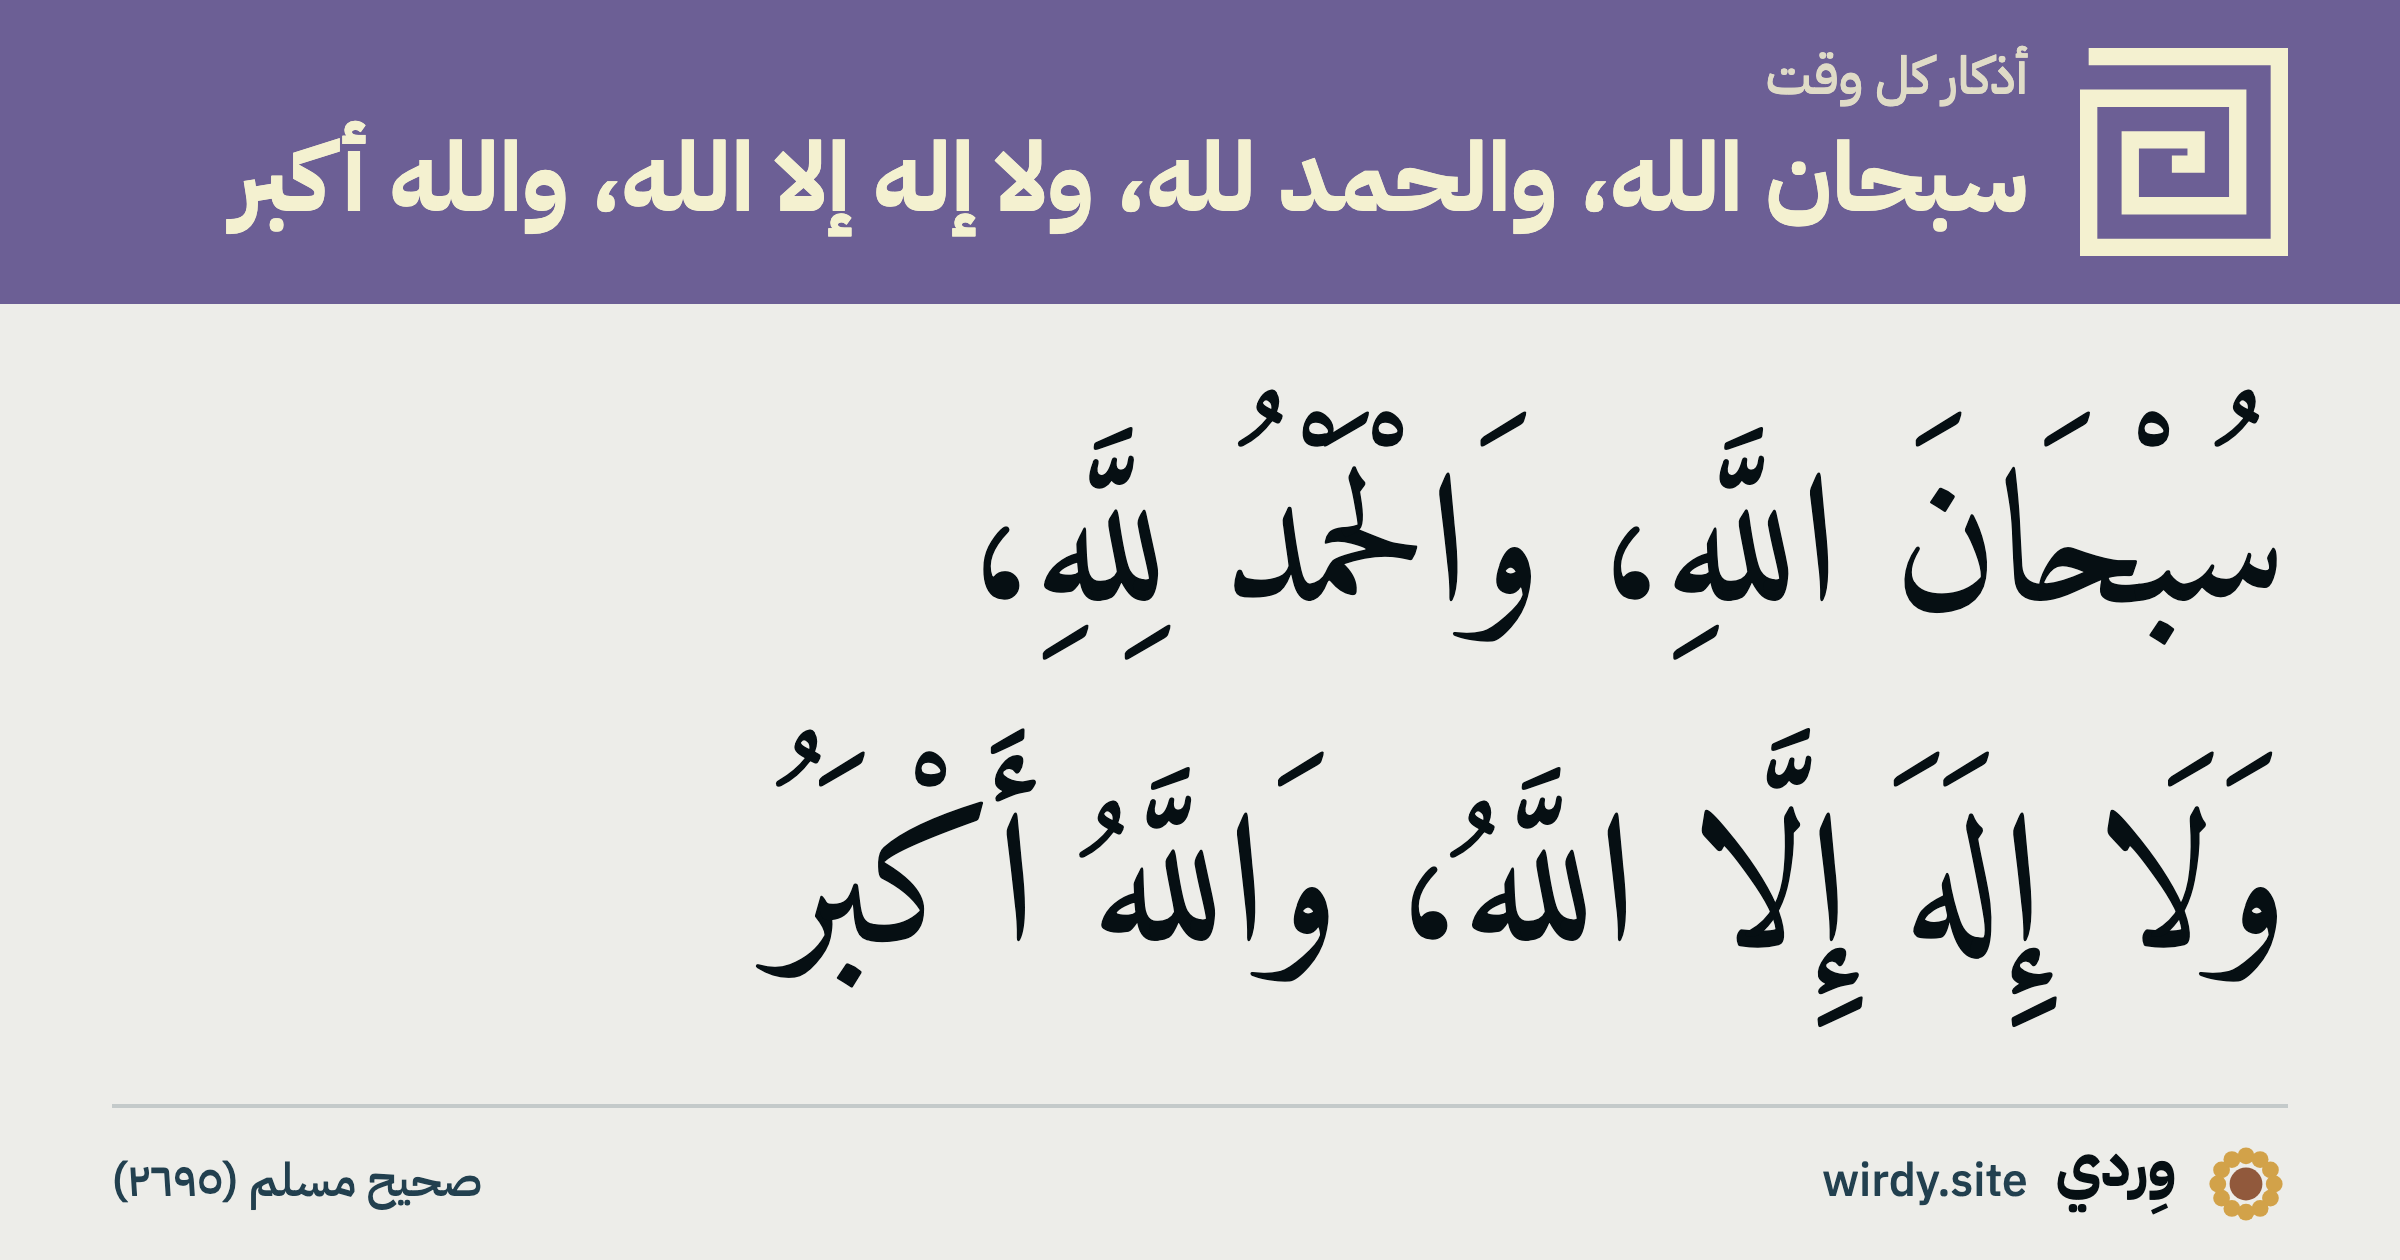 أذكار كل وقت
سبحان الله، والحمد لله، ولا إله إلا الله، والله أكبر
سُبْحَانَ اللَّهِ، وَالْحَمْدُ لِلَّهِ،
وَلَا إِلَهَ إِلَّا اللَّهُ، وَاللَّهُ أَكْبَرُ
وِردي wirdy.site
صحيح مسلم (٢٦٩٥)